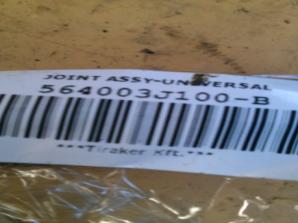 JOINT ASSY-UNIVERSAL
564003J100-B
***Tiraker Kft.***